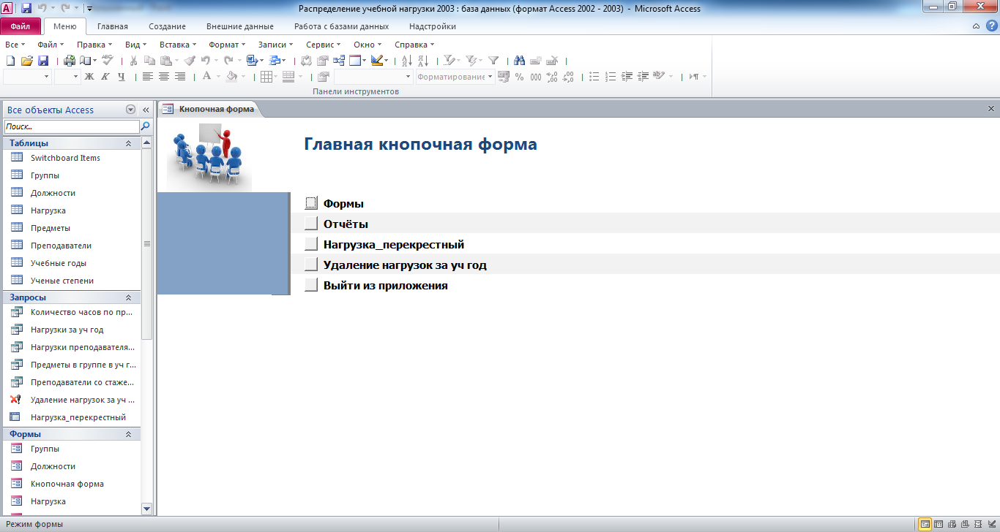 Распределение учебной нагрузки 2003 : база данных (формат Access 2002 - 2003) - Microsoft Access
Файл Меню Главная Создание Внешние данные Работа с базами данных Надстройки
Все Файл Правка Вид Вставка Формат Записи Сервис Окно Справка
Ж К Ч Форматирование % 000
Панели инструментов
Все объекты Access
Поиск...
Таблицы
Switchboard Items
Группы
Должности
Нагрузка
Предметы
Преподаватели
Учебные годы
Ученые степени
Запросы
Количество часов по пр...
Нагрузки за уч год
Нагрузки преподавателя...
Предметы в группе в уч г...
Преподаватели со стаже...
Удаление нагрузок за уч ...
Нагрузка_перекрестный
Формы
Группы
Должности
Кнопочная форма
Нагрузка
Кнопочная форма
Главная кнопочная форма
Формы
Отчёты
Нагрузка_перекрестный
Удаление нагрузок за уч год
Выйти из приложения
Режим формы